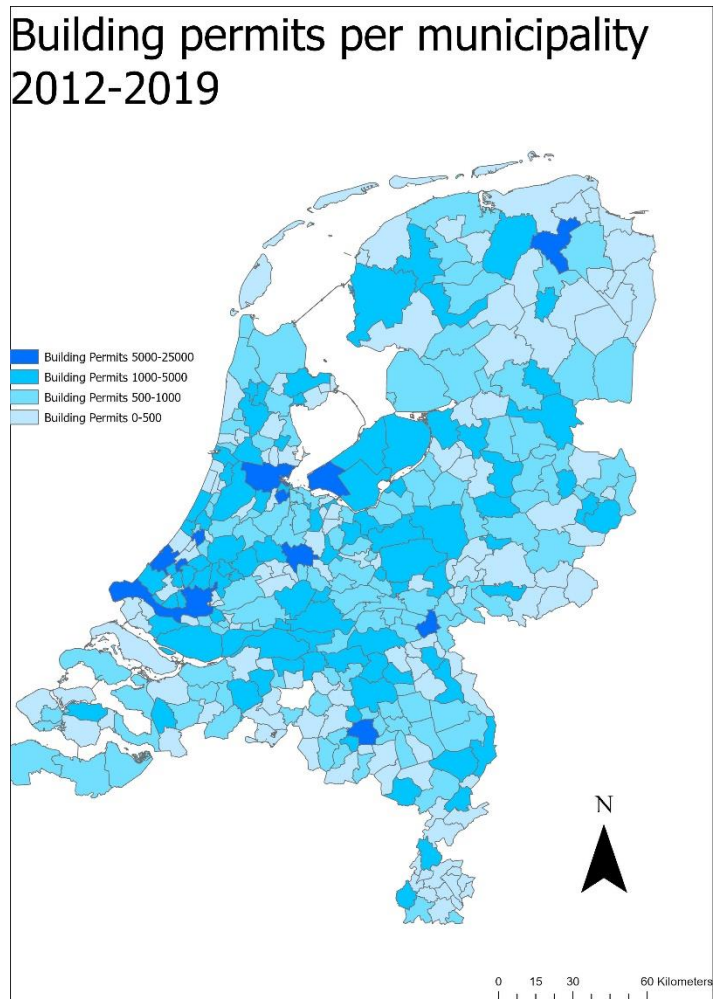 Building permits per municipality
2012-2019
Building Permits 5000-25000
Building Permits 1000-5000
Building Permits 500-1000
Building Permits 0-500
N
0 15 30 60 Kilometers